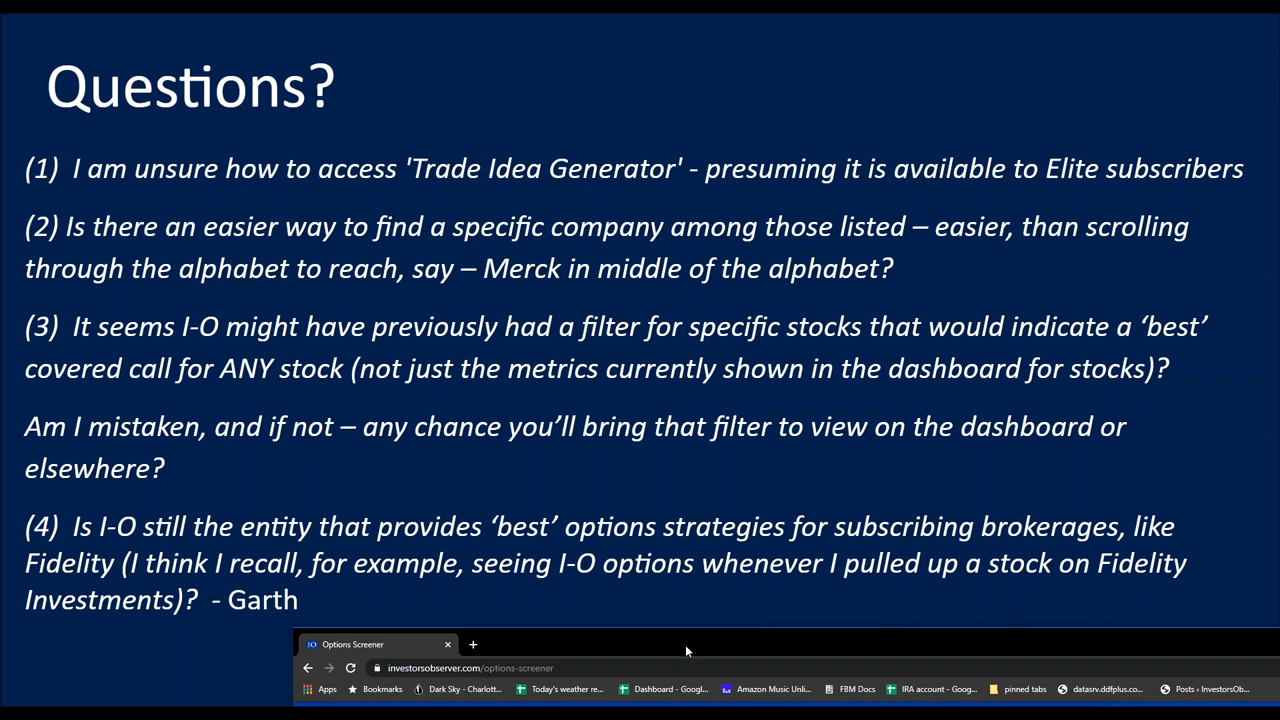 Questions?
(1)  I am unsure how to access 'Trade Idea Generator' - presuming it is available to Elite subscribers
(2) Is there an easier way to find a specific company among those listed – easier, than scrolling
through the alphabet to reach, say – Merck in middle of the alphabet?
(3)  It seems I-O might have previously had a filter for specific stocks that would indicate a ‘best’
covered call for ANY stock (not just the metrics currently shown in the dashboard for stocks)?
Am I mistaken, and if not – any chance you’ll bring that filter to view on the dashboard or
elsewhere?
(4)  Is I-O still the entity that provides ‘best’ options strategies for subscribing brokerages, like
Fidelity (I think I recall, for example, seeing I-O options whenever I pulled up a stock on Fidelity
Investments)?  - Garth
IO Options Screener × +
investorsobserver.com/options-screener
Apps Bookmarks Dark Sky - Charlott... Today's weather re... Dashboard - Googl... Amazon Music Unli... FBM Docs IRA account - Goog... pinned tabs datasrv.ddfplus.co... Posts ‹ InvestorsOb...